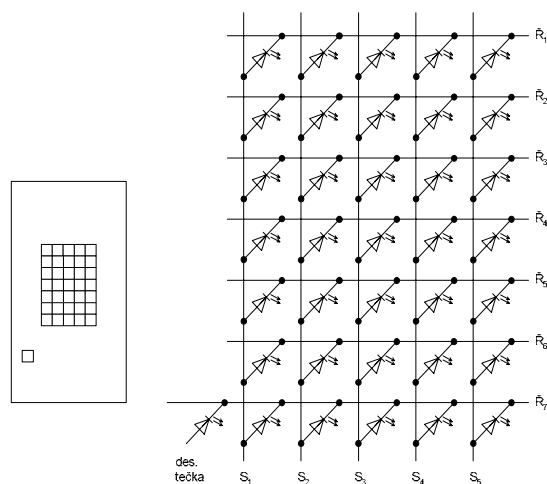 R̄₁
R̄₂
R̄₃
R̄₄
R̄₅
R̄₆
R̄₇
des.
tečka S₁ S₂ S₃ S₄ S₅